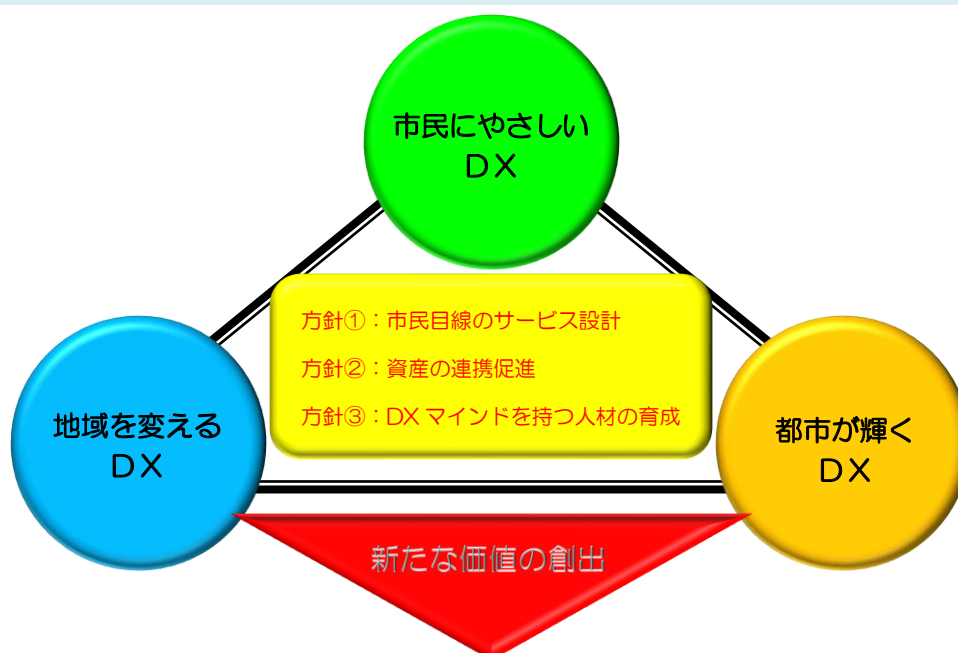 市民にやさしい
ＤＸ
方針①：市民目線のサービス設計
方針②：資産の連携促進
方針③：DX マインドを持つ人材の育成
地域を変える
ＤＸ
都市が輝く
ＤＸ
新たな価値の創出